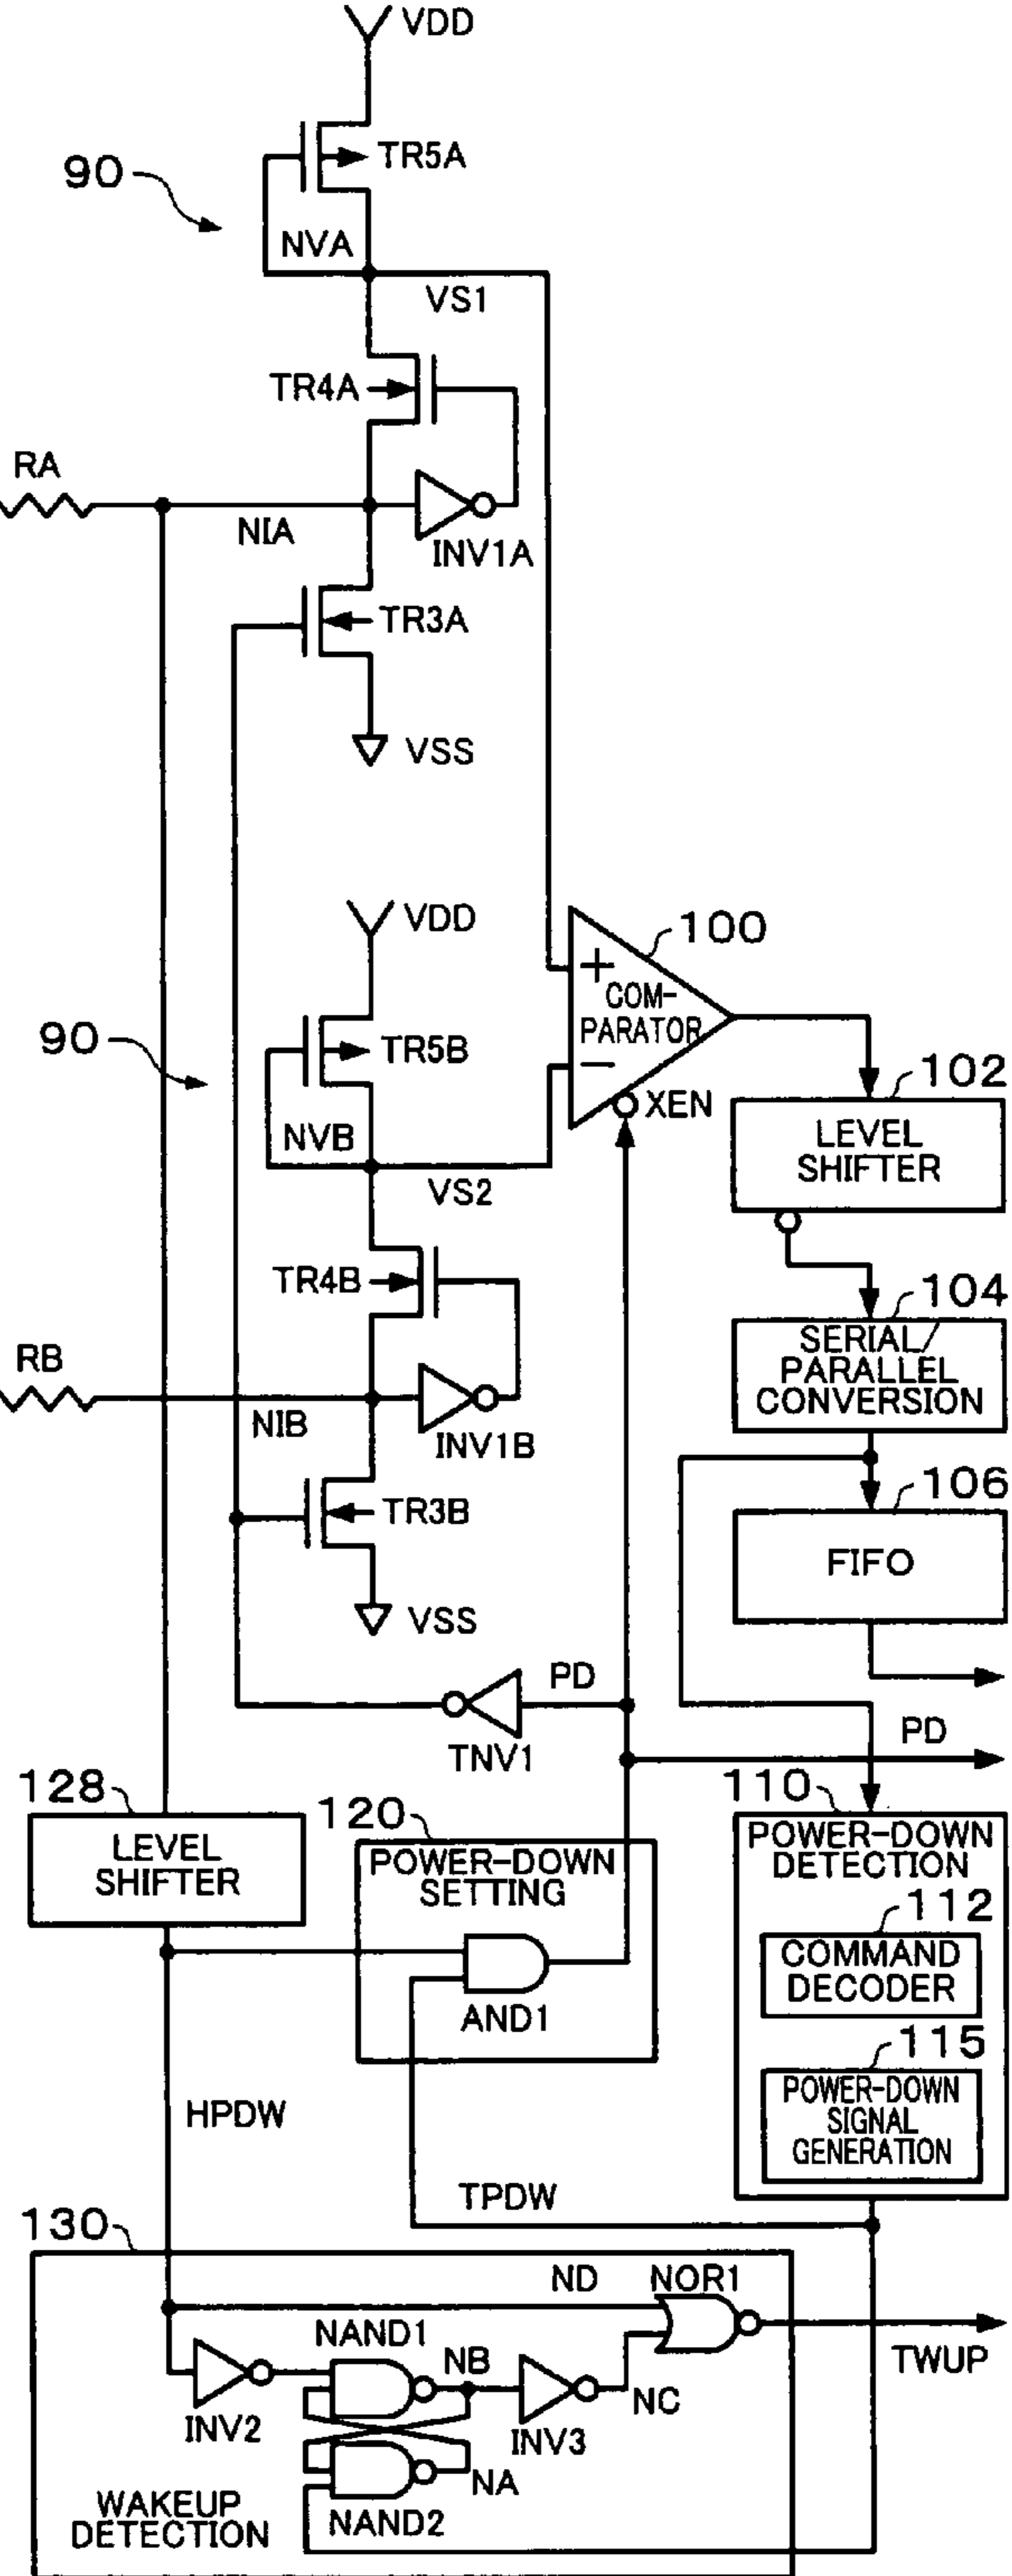 VDD
TR5A
90
NVA
VS1
TR4A
RA
NIA
INV1A
TR3A
VSS
VDD
100
+
COM-
PARATOR
90
TR5B
−
XEN
102
LEVEL
SHIFTER
NVB
VS2
TR4B
104
SERIAL/
PARALLEL
CONVERSION
RB
NIB
INV1B
106
TR3B
FIFO
VSS
PD
PD
TNV1
128
LEVEL
SHIFTER
120
POWER-DOWN
SETTING
AND1
110
POWER-DOWN
DETECTION
112
COMMAND
DECODER
115
POWER-DOWN
SIGNAL
GENERATION
HPDW
TPDW
130
ND
NOR1
NAND1
NB
TWUP
INV2
INV3
NC
NA
NAND2
WAKEUP
DETECTION